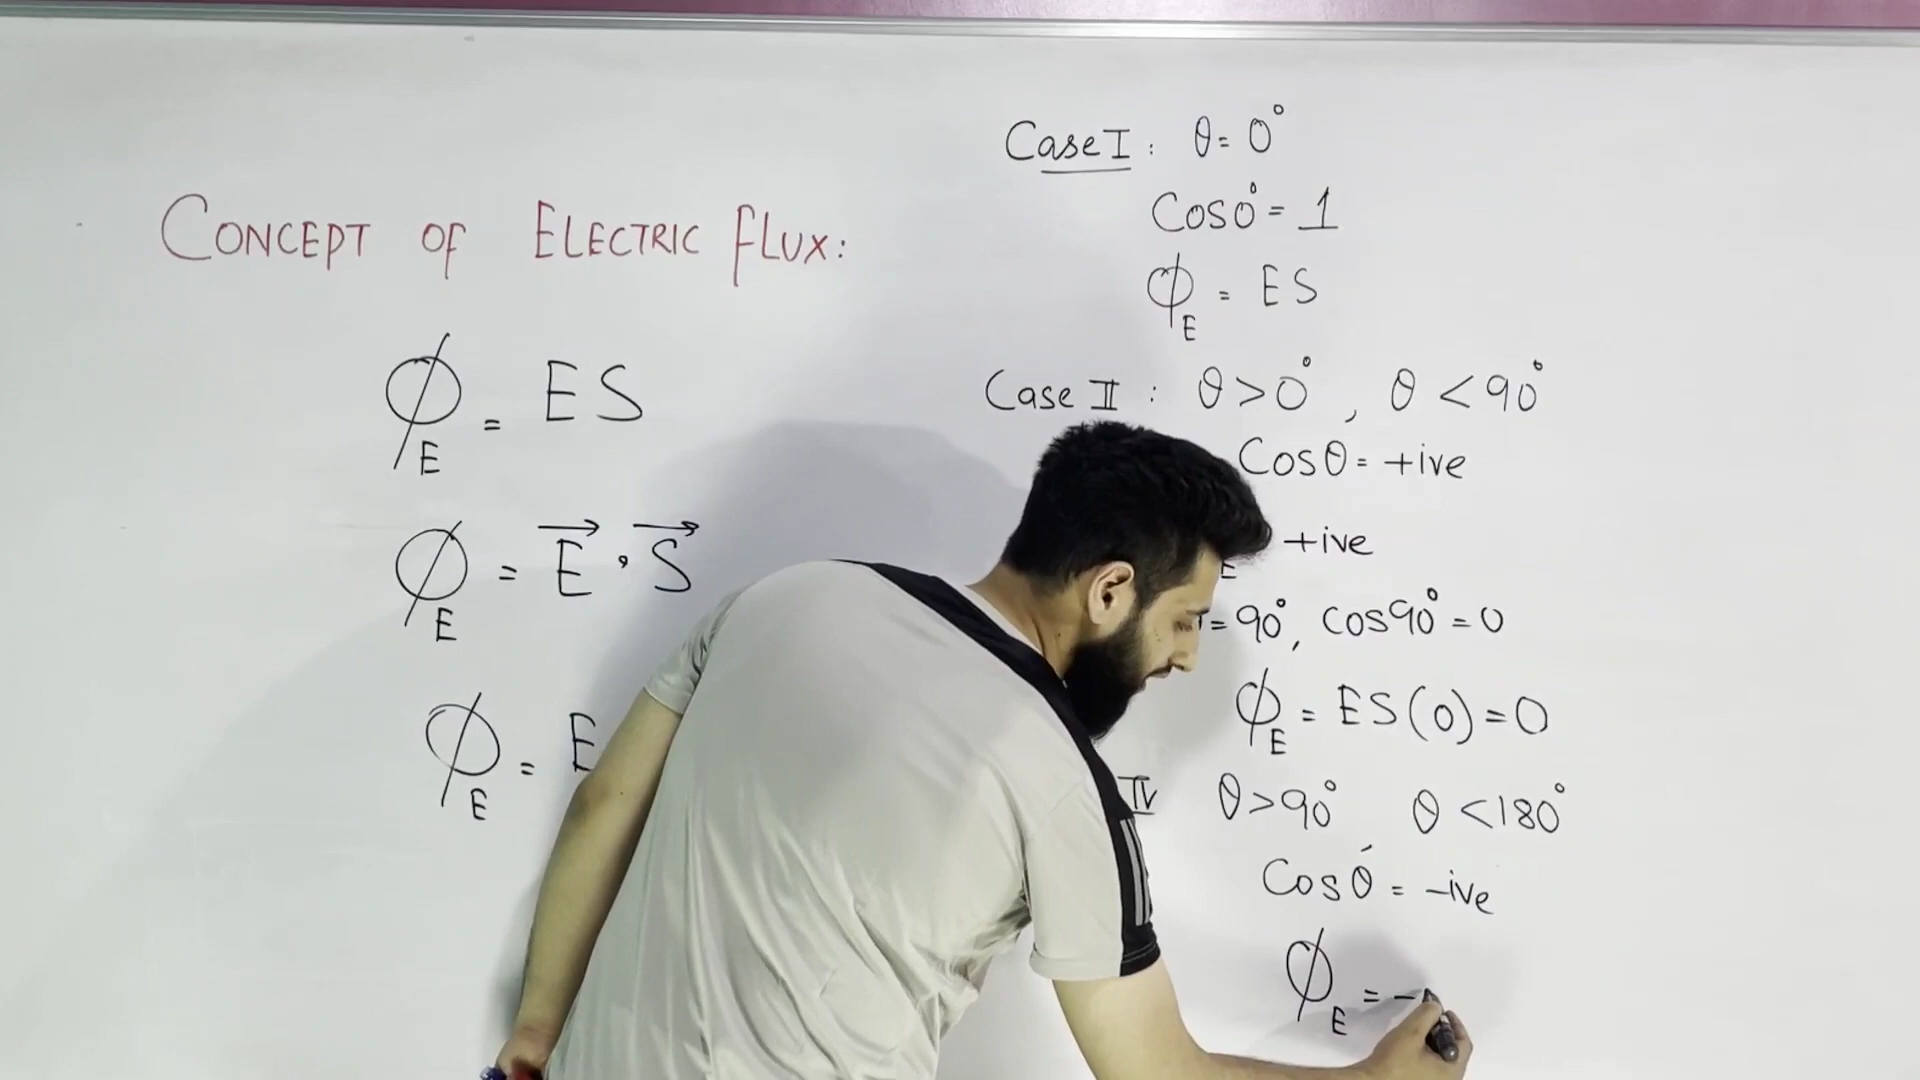 CONCEPT OF ELECTRIC FLUX:
ϕE = ES
ϕE = E⃗ · S⃗
ϕE = E
Case I : θ = 0°
Cos0° = 1
ϕE = ES
Case II : θ > 0° , θ < 90°
Cosθ = +ive
E +ive
= 90°, Cos90° = 0
ϕE = ES(0) = 0
IV θ > 90° θ < 180°
Cosθ = -ive
ϕE = -